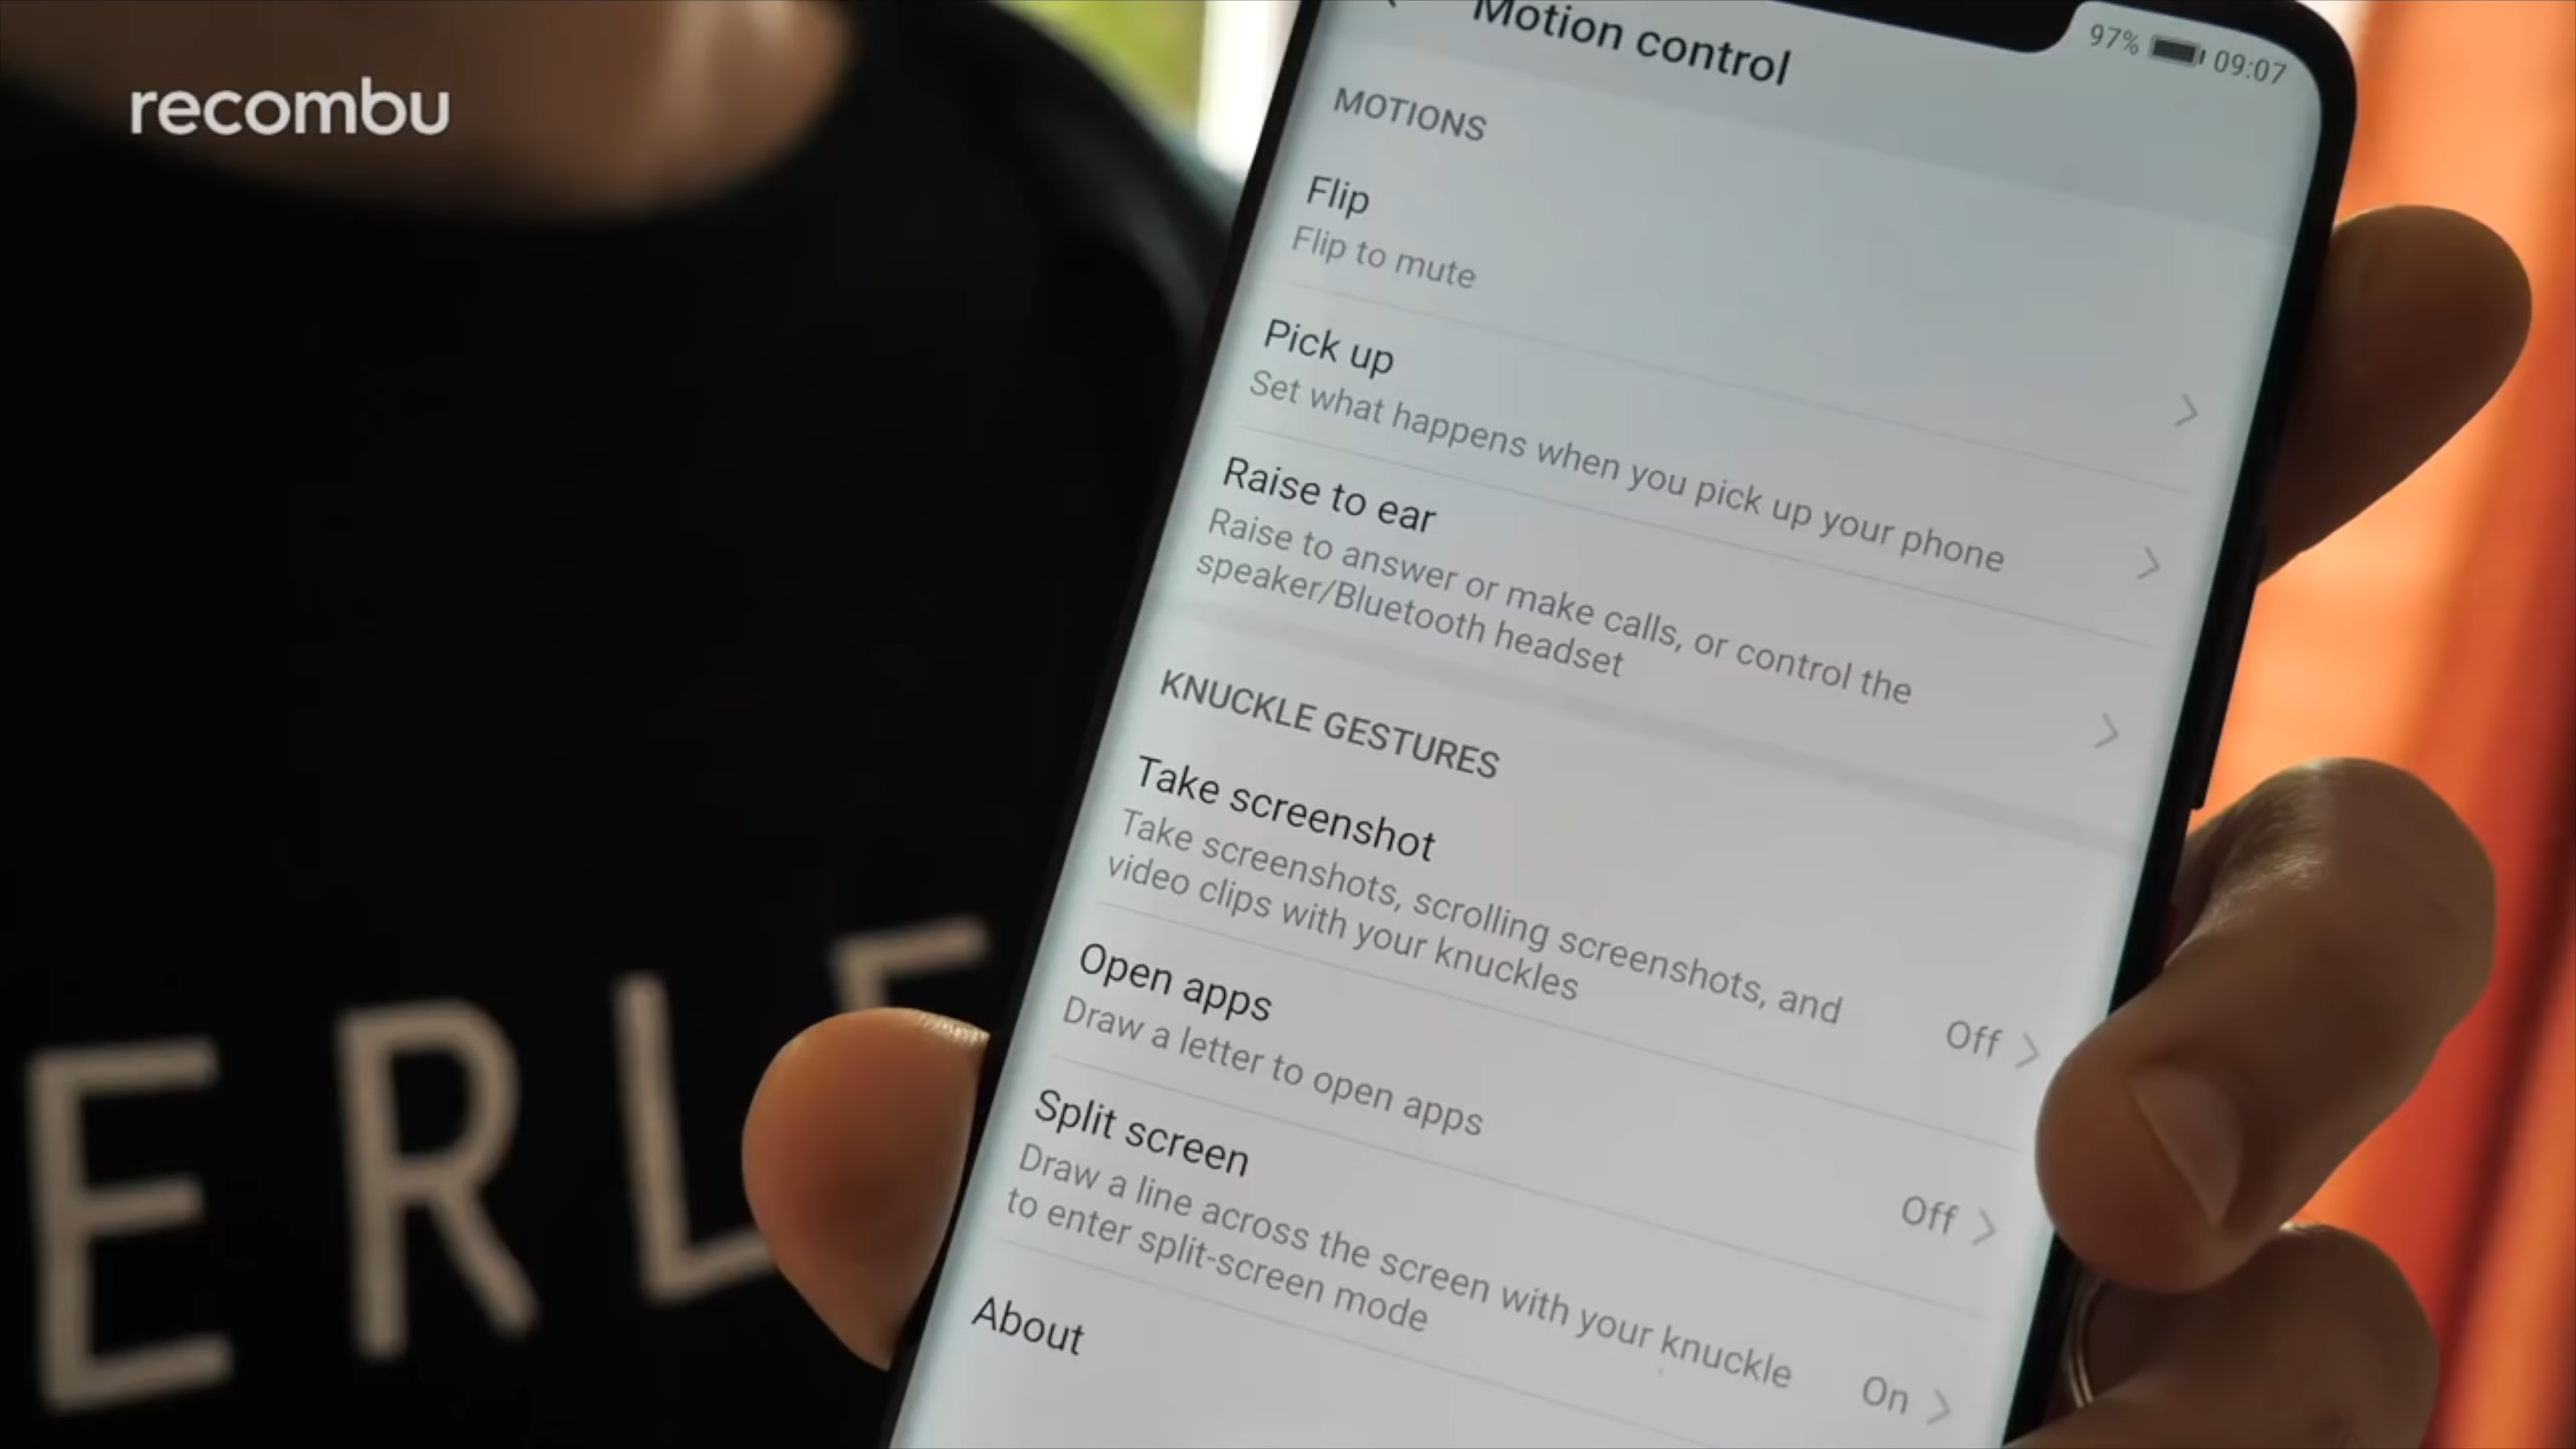 recombu
97% 09:07
Motion control
MOTIONS
Flip
Flip to mute
Pick up
Set what happens when you pick up your phone
Raise to ear
Raise to answer or make calls, or control the
speaker/Bluetooth headset
KNUCKLE GESTURES
Take screenshot
Take screenshots, scrolling screenshots, and
video clips with your knuckles
Off
Open apps
Draw a letter to open apps
Off
Split screen
Draw a line across the screen with your knuckle
to enter split-screen mode
On
About
ERL